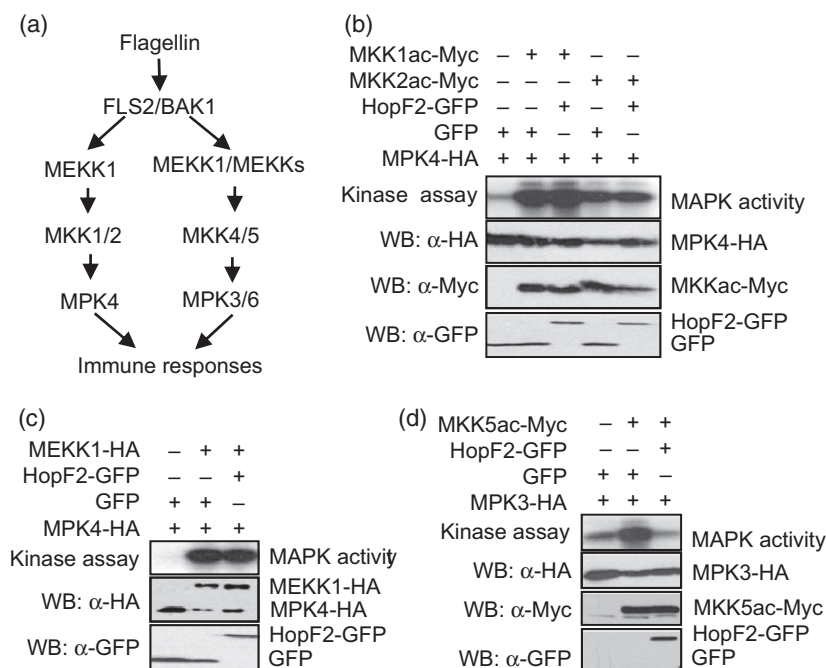 (a)
Flagellin
FLS2/BAK1
MEKK1 MEKK1/MEKKs
MKK1/2 MKK4/5
MPK4 MPK3/6
Immune responses
(b)
MKK1ac-Myc – + + – –
MKK2ac-Myc – – – + +
HopF2-GFP – – + – +
GFP + + – + –
MPK4-HA + + + + +
Kinase assay MAPK activity
WB: α-HA MPK4-HA
WB: α-Myc MKKac-Myc
WB: α-GFP HopF2-GFP
GFP
(c)
MEKK1-HA – + +
HopF2-GFP – – +
GFP + + –
MPK4-HA + + +
Kinase assay MAPK activity
WB: α-HA MEKK1-HA
MPK4-HA
WB: α-GFP HopF2-GFP
GFP
(d)
MKK5ac-Myc – + +
HopF2-GFP – – +
GFP + + –
MPK3-HA + + +
Kinase assay MAPK activity
WB: α-HA MPK3-HA
WB: α-Myc MKK5ac-Myc
WB: α-GFP HopF2-GFP
GFP